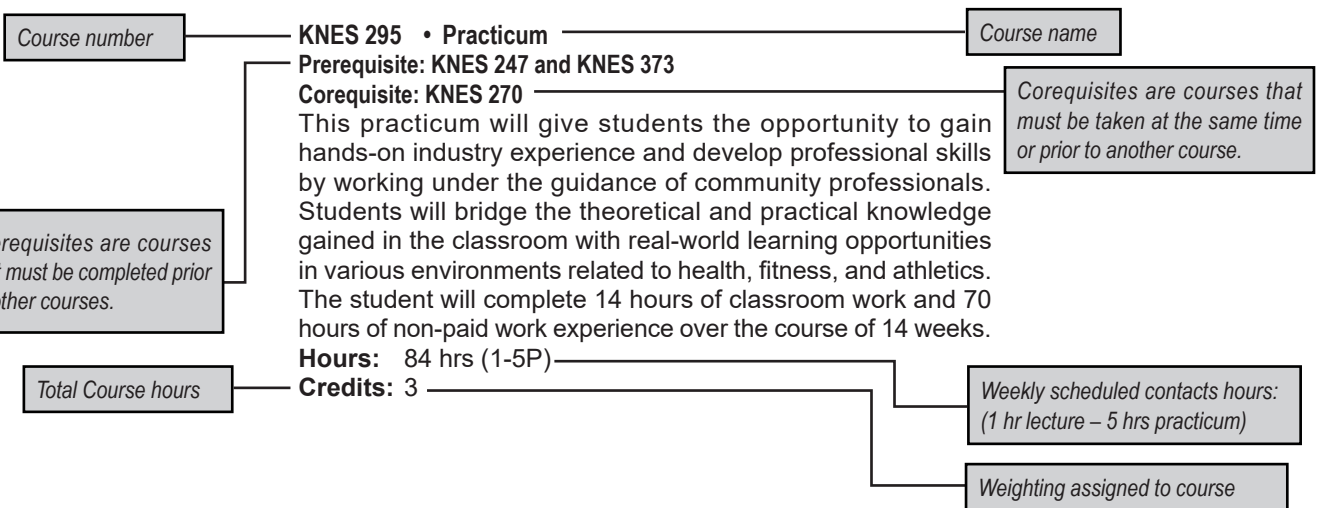 Course number
KNES 295 • Practicum
Course name
Prerequisite: KNES 247 and KNES 373
Corequisite: KNES 270
Corequisites are courses that
must be taken at the same time
or prior to another course.
This practicum will give students the opportunity to gain
hands-on industry experience and develop professional skills
by working under the guidance of community professionals.
Students will bridge the theoretical and practical knowledge
gained in the classroom with real-world learning opportunities
in various environments related to health, fitness, and athletics.
The student will complete 14 hours of classroom work and 70
hours of non-paid work experience over the course of 14 weeks.
are courses
must be completed prior
courses.
Hours: 84 hrs (1-5P)
Credits: 3
Total Course hours
Weekly scheduled contacts hours:
(1 hr lecture – 5 hrs practicum)
Weighting assigned to course